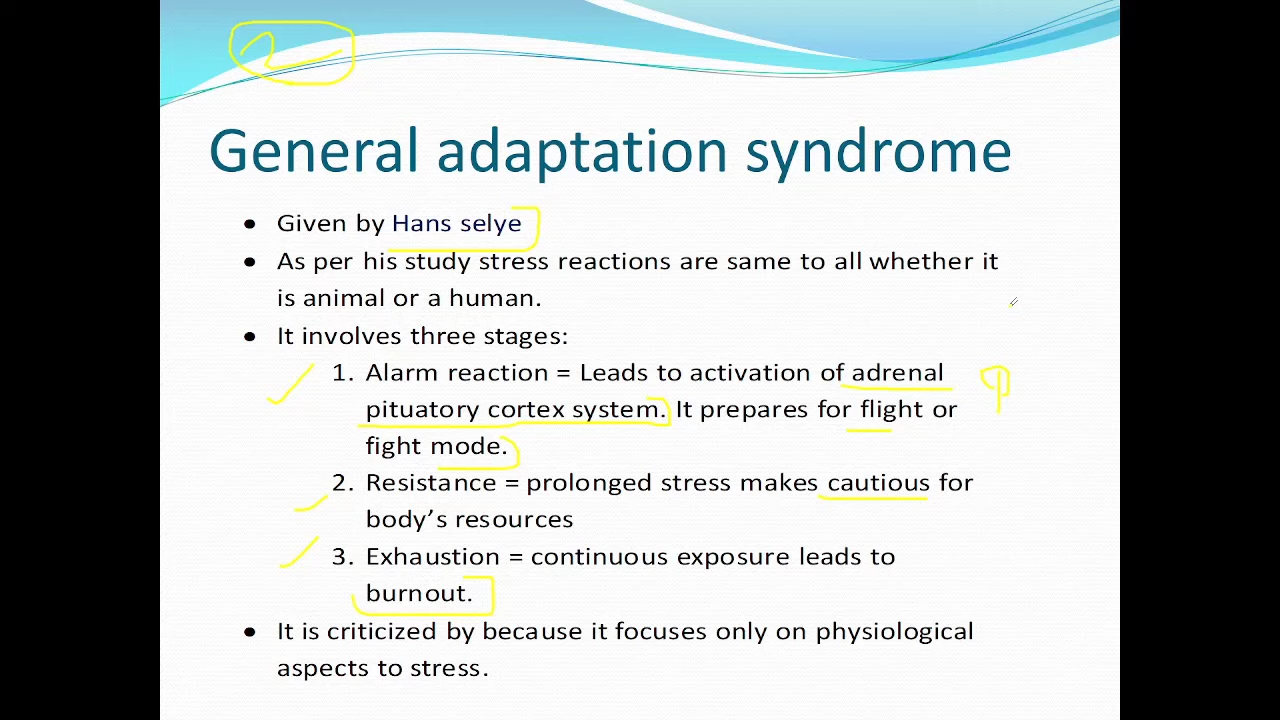 2
General adaptation syndrome
• Given by Hans selye
• As per his study stress reactions are same to all whether it
is animal or a human.
• It involves three stages:
1. Alarm reaction = Leads to activation of adrenal
pituatory cortex system. It prepares for flight or
fight mode.
2. Resistance = prolonged stress makes cautious for
body’s resources
3. Exhaustion = continuous exposure leads to
burnout.
• It is criticized by because it focuses only on physiological
aspects to stress.